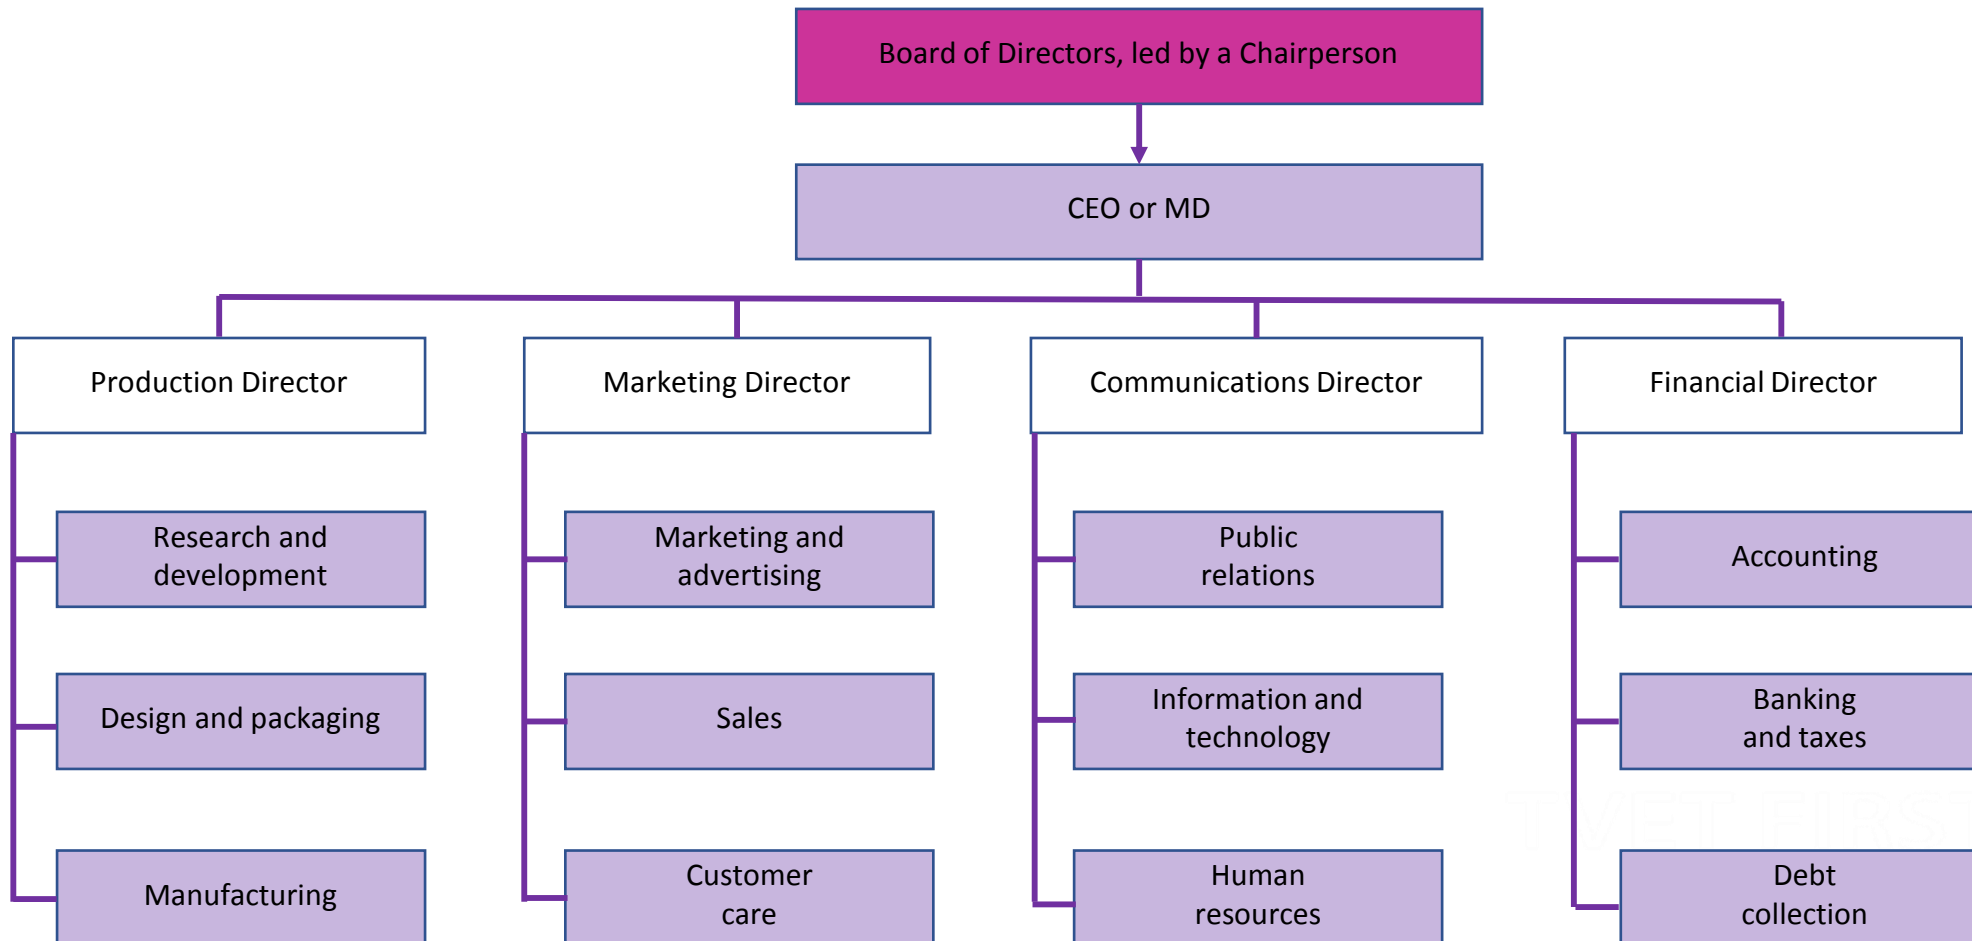 Board of Directors, led by a Chairperson
CEO or MD
Production Director
Marketing Director
Communications Director
Financial Director
Research and
development
Marketing and
advertising
Public
relations
Accounting
Design and packaging
Sales
Information and
technology
Banking
and taxes
Manufacturing
Customer
care
Human
resources
Debt
collection